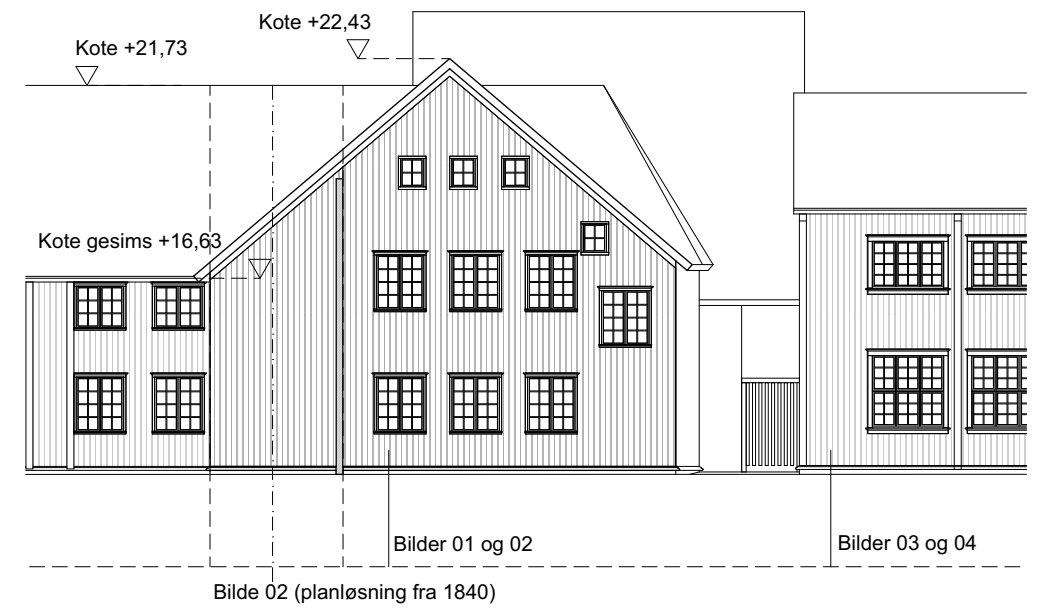 Kote +22,43
Kote +21,73
Kote gesims +16,63
Bilder 01 og 02
Bilder 03 og 04
Bilde 02 (planløsning fra 1840)